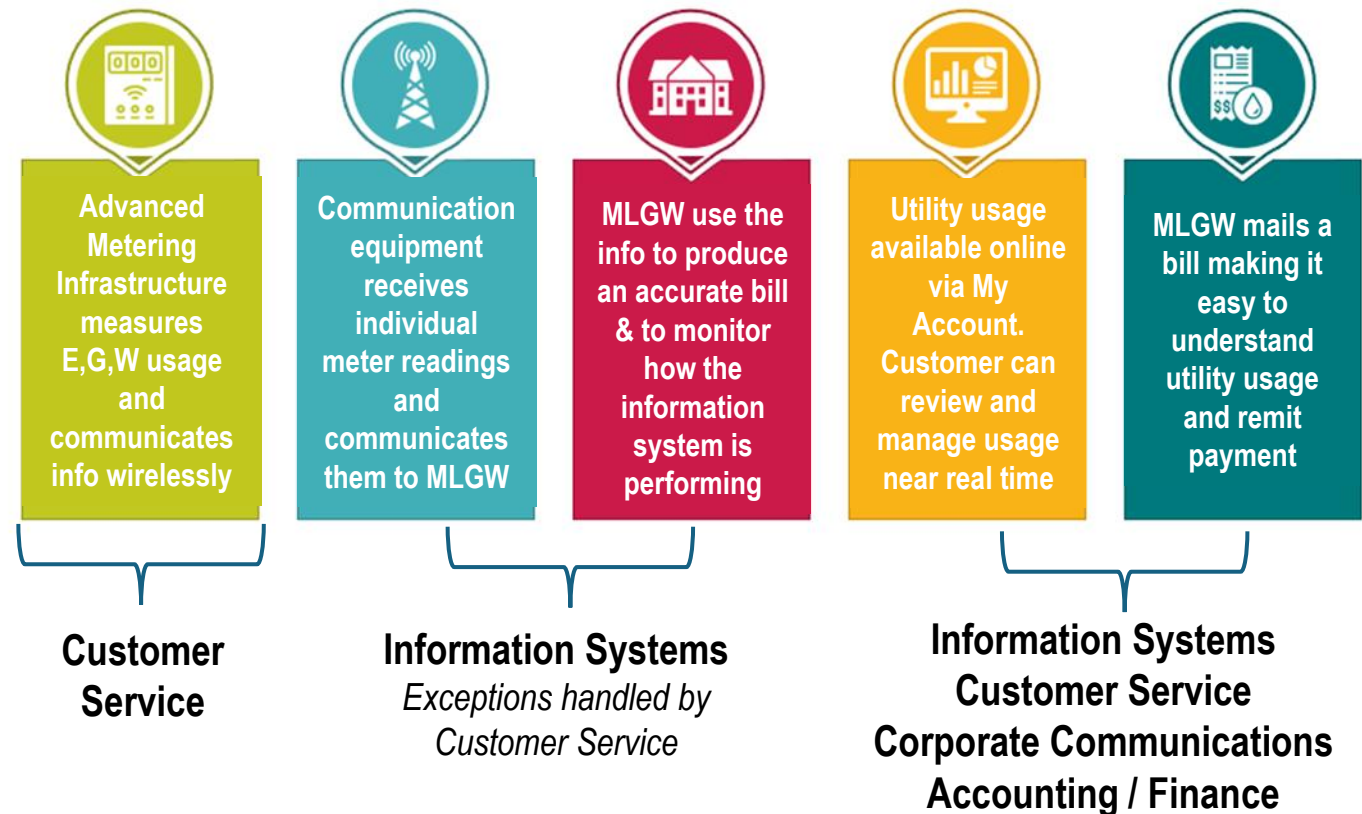 000
$$
Advanced
Metering
Infrastructure
measures
E,G,W usage
and
communicates
info wirelessly
Communication
equipment
receives
individual
meter readings
and
communicates
them to MLGW
MLGW use the
info to produce
an accurate bill
& to monitor
how the
information
system is
performing
Utility usage
available online
via My
Account.
Customer can
review and
manage usage
near real time
MLGW mails a
bill making it
easy to
understand
utility usage
and remit
payment
Customer
Service
Information Systems
Exceptions handled by
Customer Service
Information Systems
Customer Service
Corporate Communications
Accounting / Finance